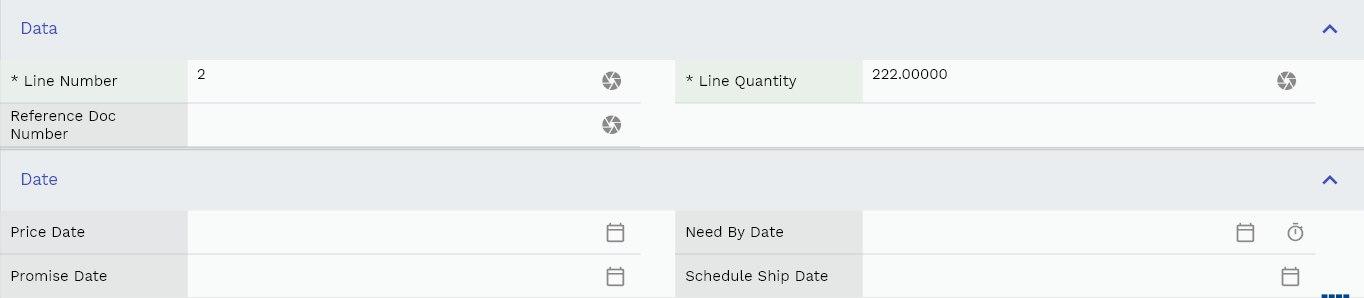 Data
* Line Number 2 * Line Quantity 222.00000
Reference Doc
Number
Date
Price Date Need By Date
Promise Date Schedule Ship Date